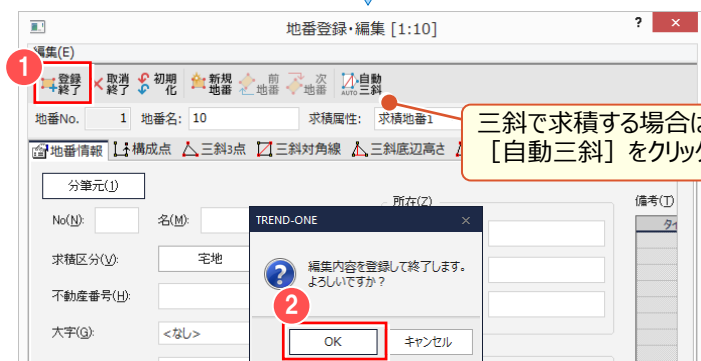 地番登録・編集 [1:10]
? ×
編集(E)
1
登録終了 取消終了 初期化 新規地番 前地番 次地番 AUTO 自動三斜
地番No. 1 地番名: 10 求積属性: 求積地番1
三斜で求積する場合は
［自動三斜］をクリック
地番情報 構成点 三斜3点 三斜対角線 三斜底辺高さ
分筆元(J)
所在(Z)
備考(T)
No(N): 名(M):
TREND-ONE ×
求積区分(V): 宅地
編集内容を登録して終了します。
よろしいですか？
不動産番号(H):
2
大字(G): <なし>
OK キャンセル